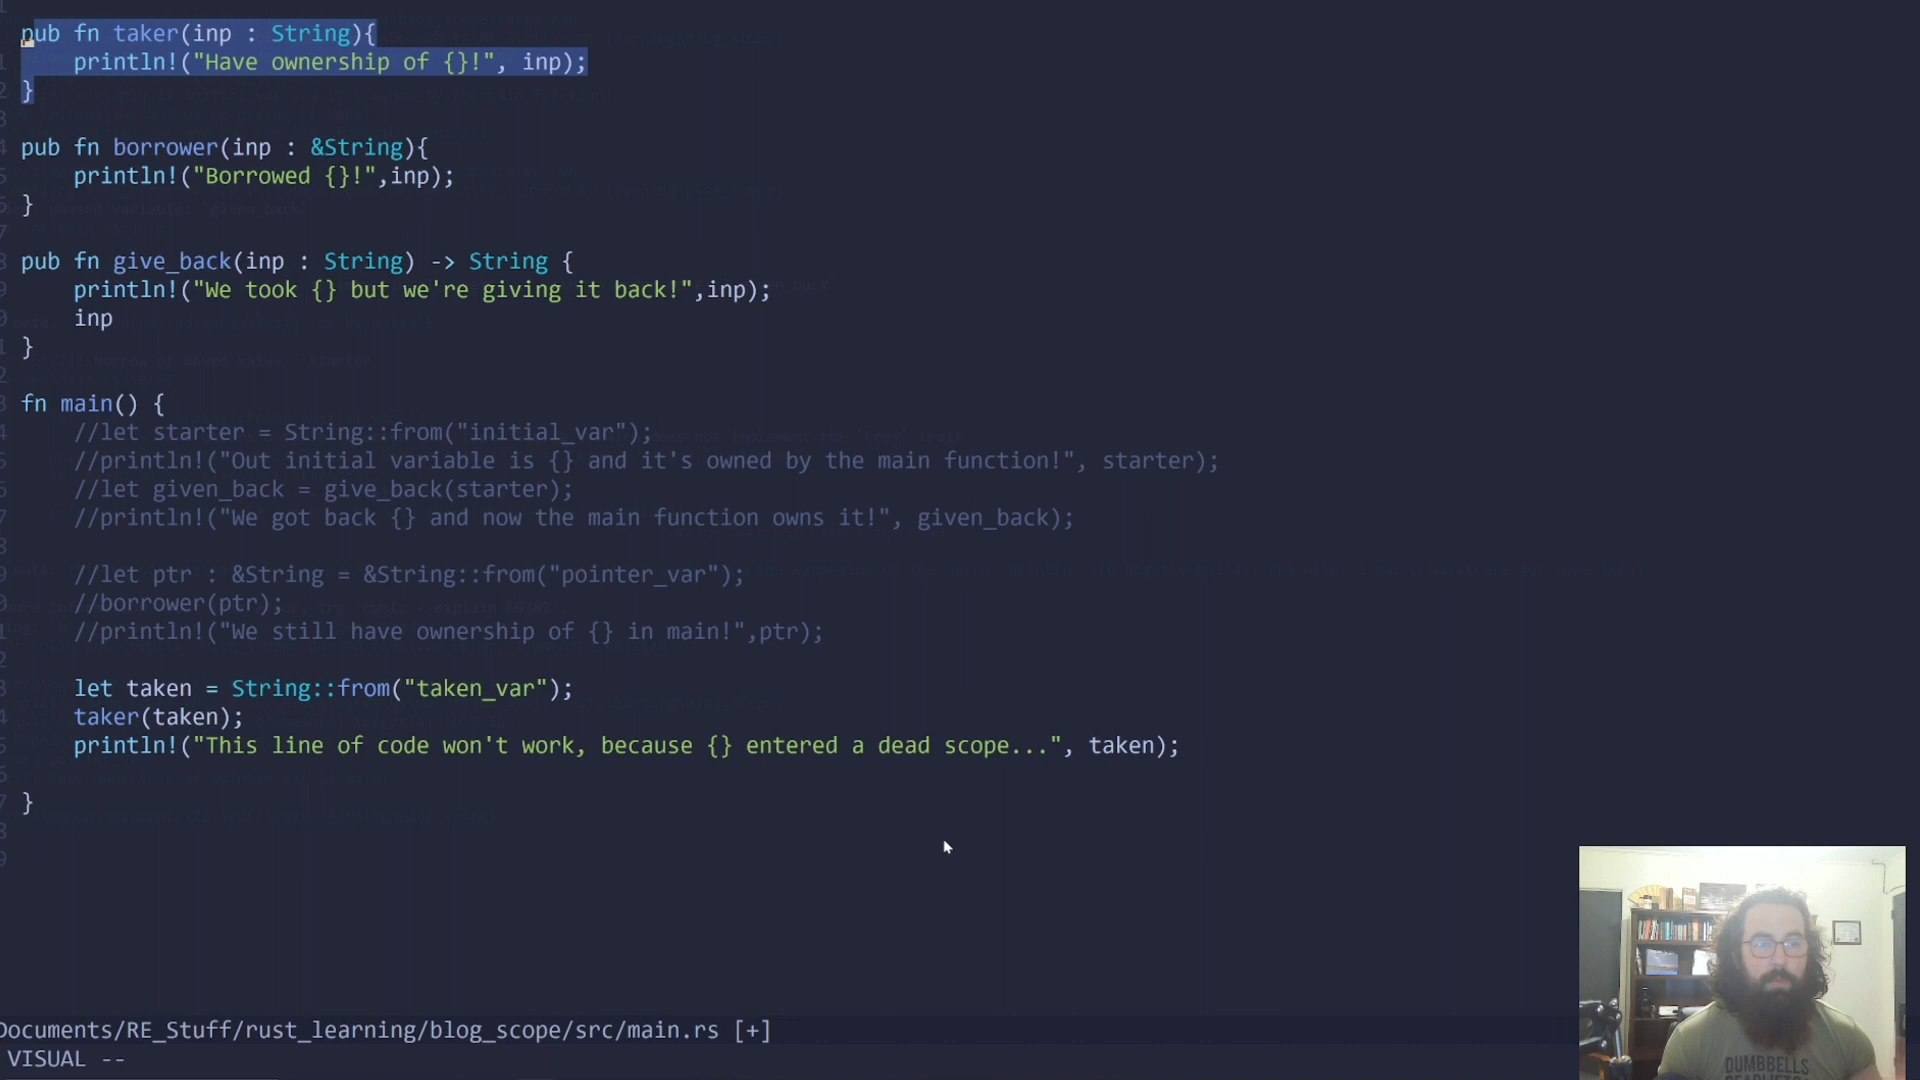 pub fn taker(inp : String){
println!("Have ownership of {}!", inp);
}
pub fn borrower(inp : &String){
println!("Borrowed {}!",inp);
}
pub fn give_back(inp : String) -> String {
println!("We took {} but we're giving it back!",inp);
inp
}
fn main() {
//let starter = String::from("initial_var");
//println!("Out initial variable is {} and it's owned by the main function!", starter);
//let given_back = give_back(starter);
//println!("We got back {} and now the main function owns it!", given_back);
//let ptr : &String = &String::from("pointer_var");
//borrower(ptr);
//println!("We still have ownership of {} in main!",ptr);
let taken = String::from("taken_var");
taker(taken);
println!("This line of code won't work, because {} entered a dead scope...", taken);
}
Documents/RE_Stuff/rust_learning/blog_scope/src/main.rs [+]
VISUAL --
DUMBBELLS